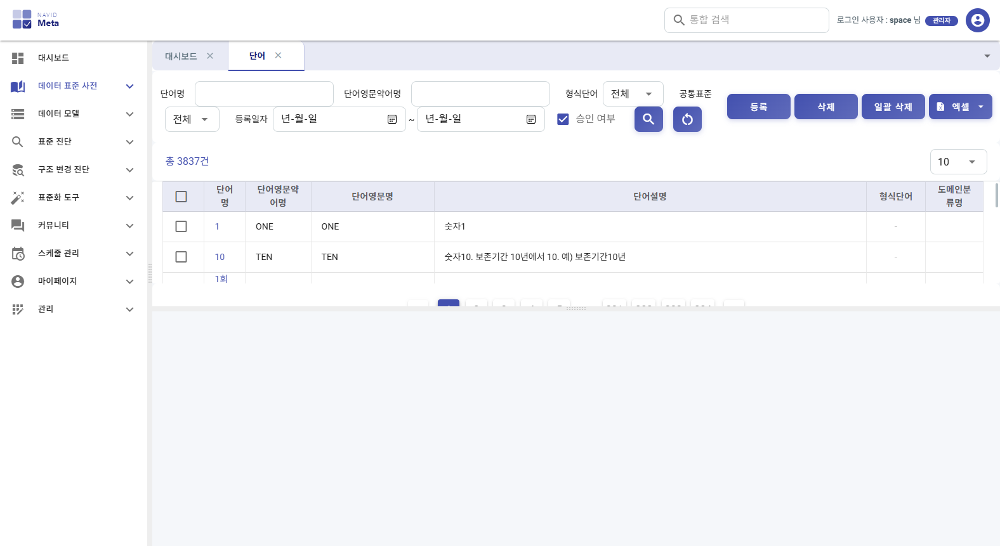 NAVID
Meta
통합 검색
로그인 사용자 : space 님
관리자
대시보드
데이터 표준 사전
데이터 모델
표준 진단
구조 변경 진단
표준화 도구
커뮤니티
스케줄 관리
마이페이지
관리
대시보드
단어
단어명
단어영문약어명
형식단어 전체
공통표준
전체
등록일자 년-월-일 ~ 년-월-일
승인 여부
등록
삭제
일괄 삭제
엑셀
총 3837건
10
단어명 단어영문약어명 단어영문명 단어설명 형식단어 도메인분류명
1 ONE ONE 숫자1 -
10 TEN TEN 숫자10. 보존기간 10년에서 10. 예) 보존기간10년 -
1회